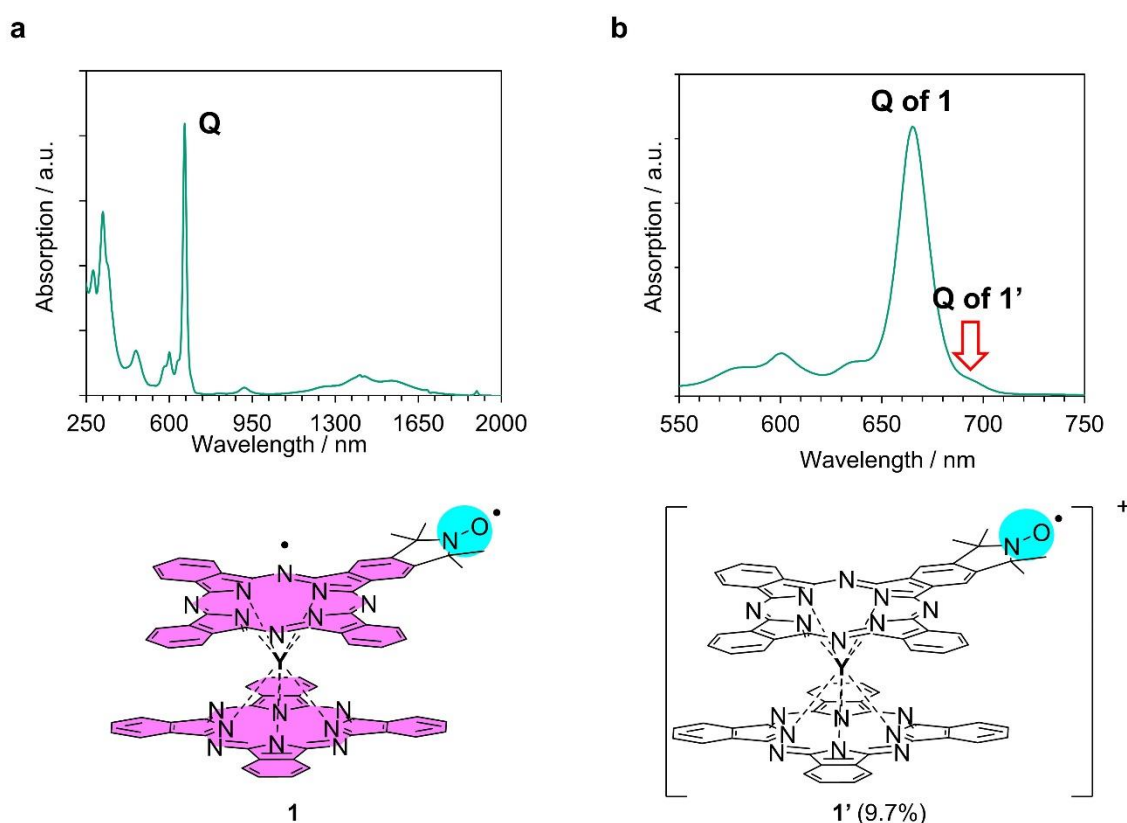 a
Absorption / a.u.
Q
250 600 950 1300 1650 2000
Wavelength / nm
b
Absorption / a.u.
Q of 1
Q of 1’
550 600 650 700 750
Wavelength / nm
N-O•
•
N
N N
N N
N N
N
Y
N
N N
N N
N N
N
1
+
N-O•
N
N N
N N
N N
N
Y
N
N N
N N
N N
N
1’ (9.7%)